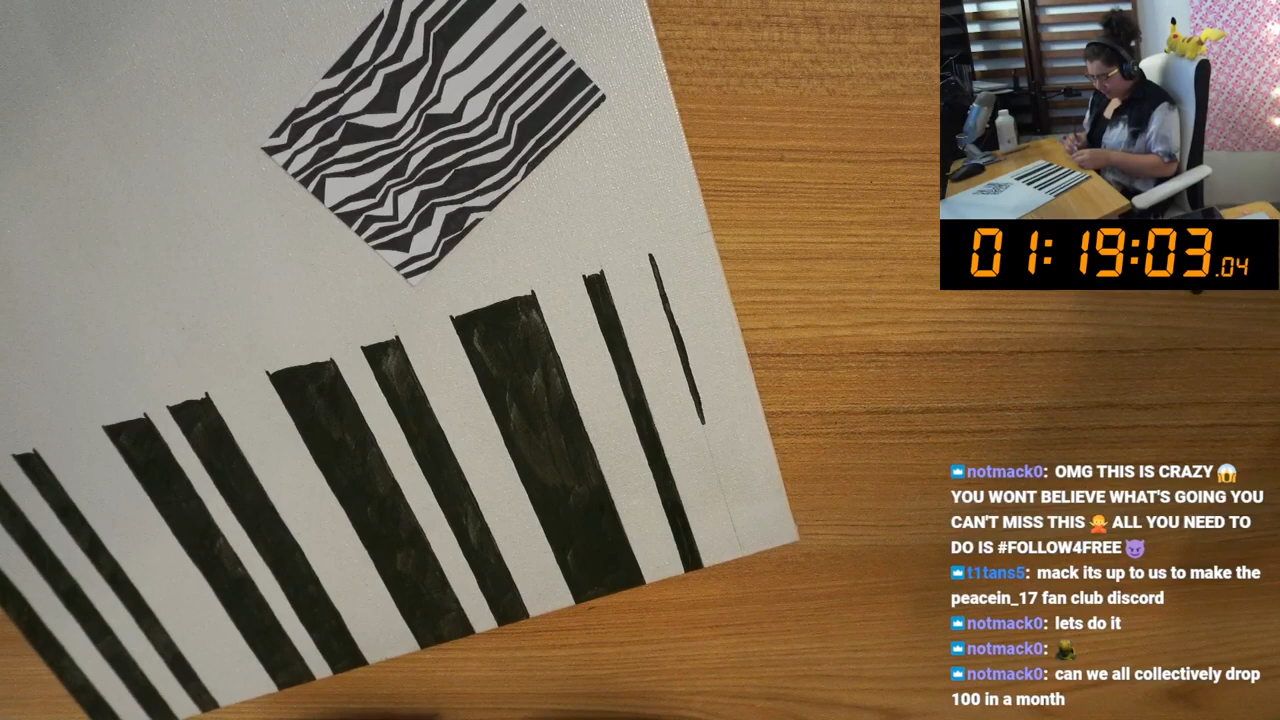 01:19:03.04
notmack0: OMG THIS IS CRAZY 😱
YOU WONT BELIEVE WHAT'S GOING YOU
CAN'T MISS THIS 🙅 ALL YOU NEED TO
DO IS #FOLLOW4FREE 😈
t1tans5: mack its up to us to make the
peacein_17 fan club discord
notmack0: lets do it
notmack0: 🐸
notmack0: can we all collectively drop
100 in a month